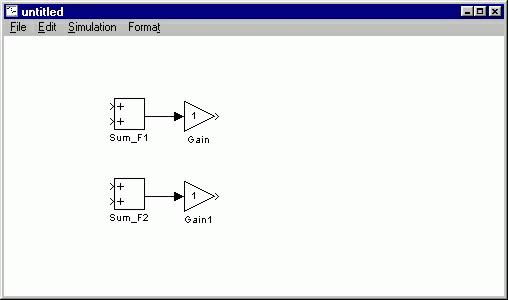 untitled
File Edit Simulation Format
+
+
1
Sum_F1
Gain
+
+
1
Sum_F2
Gain1